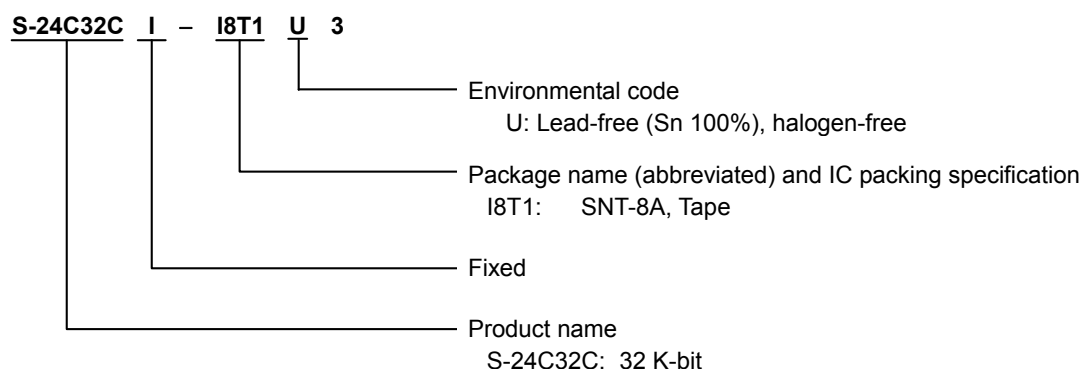 S-24C32C I – I8T1 U 3
Environmental code
U: Lead-free (Sn 100%), halogen-free
Package name (abbreviated) and IC packing specification
I8T1: SNT-8A, Tape
Fixed
Product name
S-24C32C: 32 K-bit